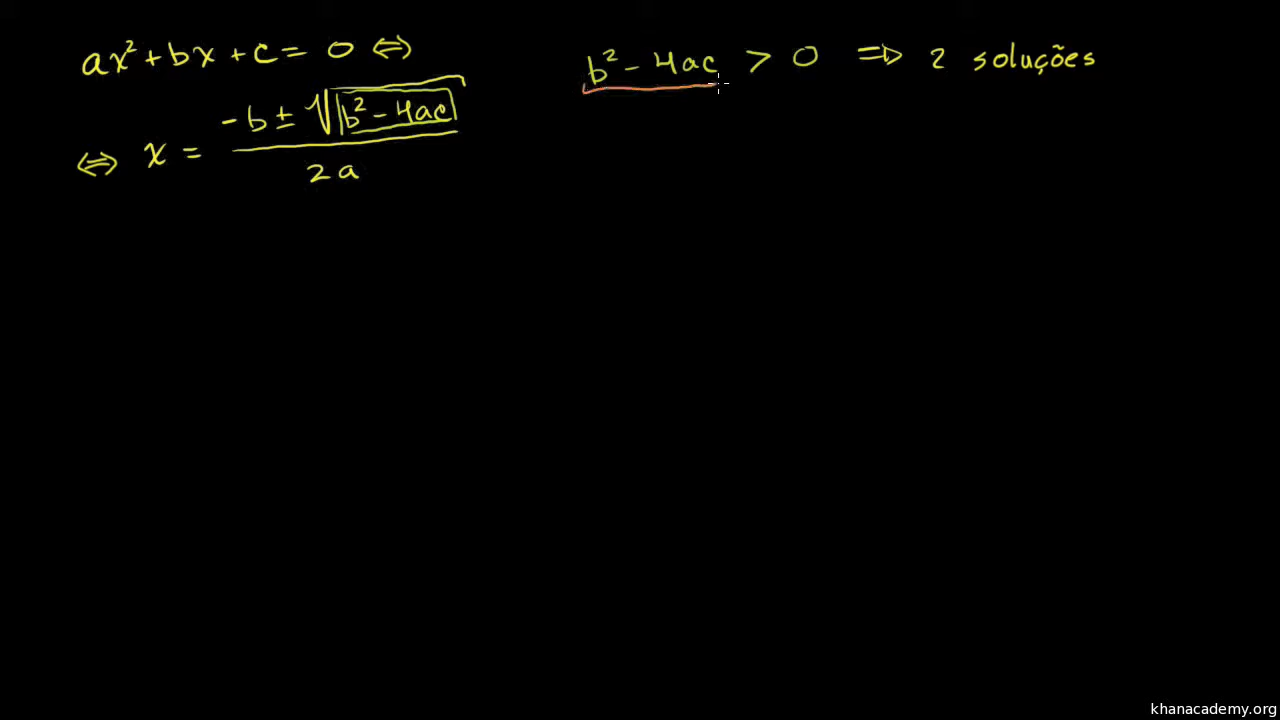 ax² + bx + c = 0 ⇔
⇔ x = (-b ± √(b² - 4ac)) / 2a
b² - 4ac > 0 ⇒ 2 soluções
khanacademy.org